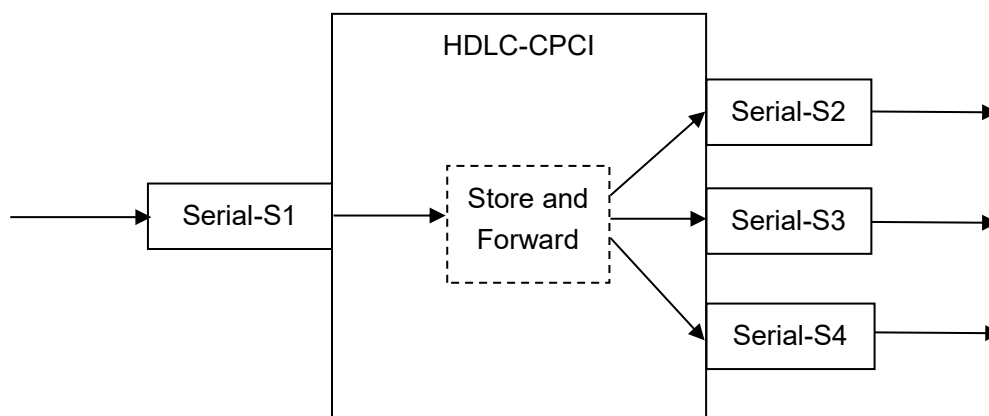 HDLC-CPCI
Serial-S1
Store and
Forward
Serial-S2
Serial-S3
Serial-S4